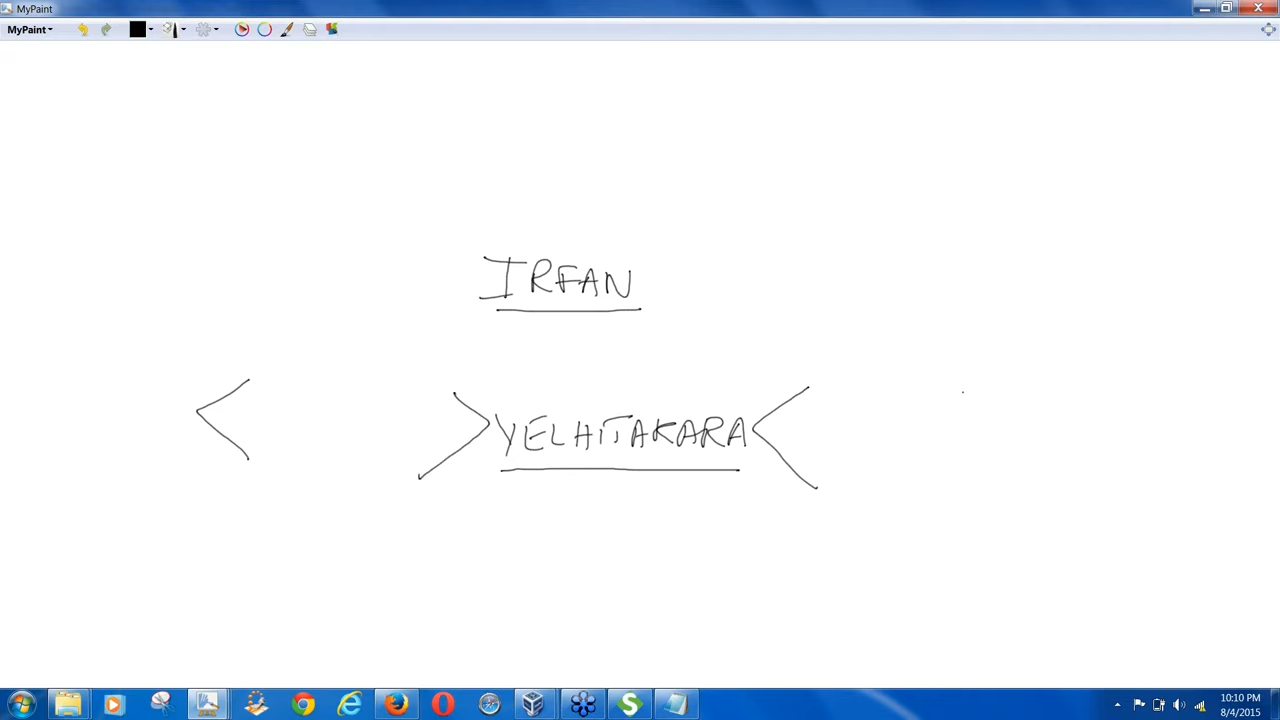 MyPaint
MyPaint
IRFAN
< > YELHITAKARA <
10:10 PM
8/4/2015